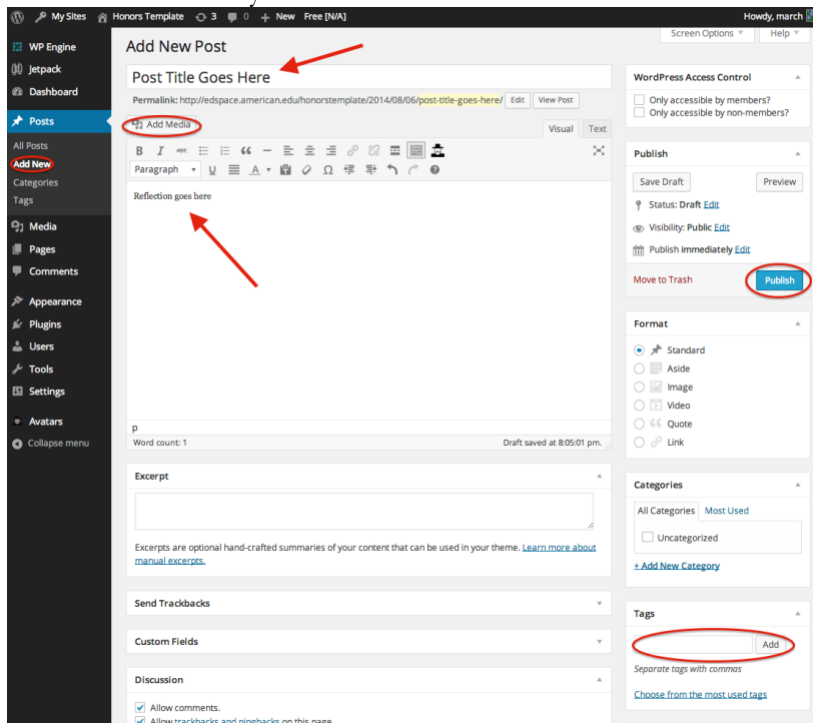 My Sites Honors Template 3 0 + New Free [N/A] Howdy, march
WP Engine
Jetpack
Dashboard
Posts
All Posts
Add New
Categories
Tags
Media
Pages
Comments
Appearance
Plugins
Users
Tools
Settings
Avatars
Collapse menu
Screen Options Help
Add New Post
Post Title Goes Here
Permalink: http://edspace.american.edu/honorstemplate/2014/08/06/post-title-goes-here/ Edit View Post
Add Media
Visual Text
B I ABC
Paragraph U A Ω
Reflection goes here
p
Word count: 1 Draft saved at 8:05:01 pm.
Excerpt
Excerpts are optional hand-crafted summaries of your content that can be used in your theme. Learn more about
manual excerpts.
Send Trackbacks
Custom Fields
Discussion
Allow comments.
Allow trackbacks and pingbacks on this page.
WordPress Access Control
Only accessible by members?
Only accessible by non-members?
Publish
Save Draft Preview
Status: Draft Edit
Visibility: Public Edit
Publish immediately Edit
Move to Trash Publish
Format
Standard
Aside
Image
Video
Quote
Link
Categories
All Categories Most Used
Uncategorized
+ Add New Category
Tags
Add
Separate tags with commas
Choose from the most used tags